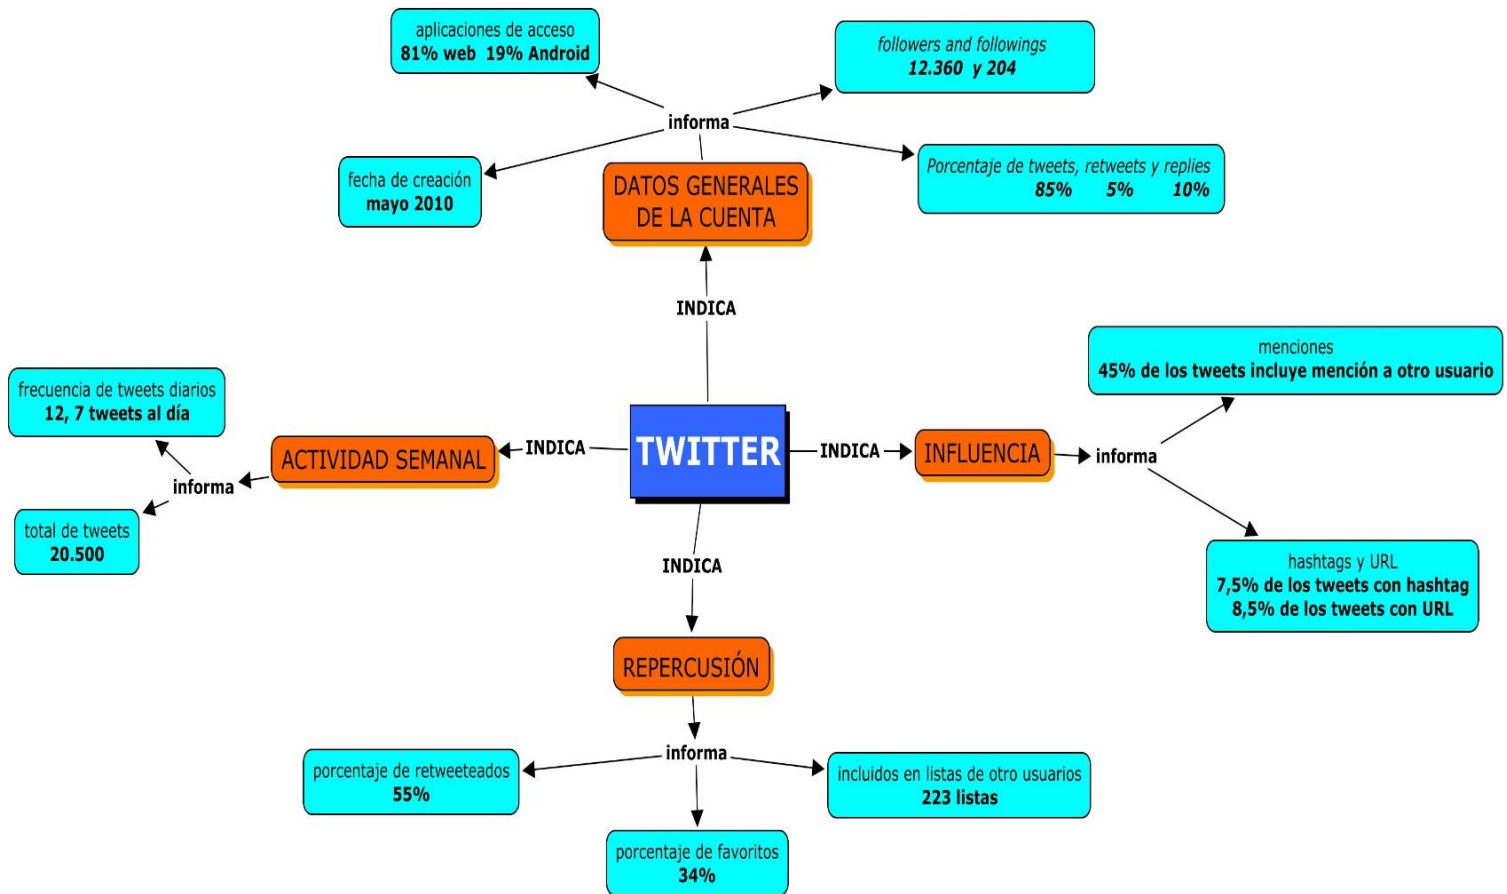 aplicaciones de acceso
81% web 19% Android
followers and followings
12.360 y 204
informa
fecha de creación
mayo 2010
Porcentaje de tweets, retweets y replies
85% 5% 10%
DATOS GENERALES
DE LA CUENTA
INDICA
menciones
45% de los tweets incluye mención a otro usuario
frecuencia de tweets diarios
12, 7 tweets al día
ACTIVIDAD SEMANAL
INDICA
TWITTER
INDICA
INFLUENCIA
informa
informa
total de tweets
20.500
INDICA
hashtags y URL
7,5% de los tweets con hashtag
8,5% de los tweets con URL
REPERCUSIÓN
informa
porcentaje de retweeteados
55%
incluidos en listas de otro usuarios
223 listas
porcentaje de favoritos
34%